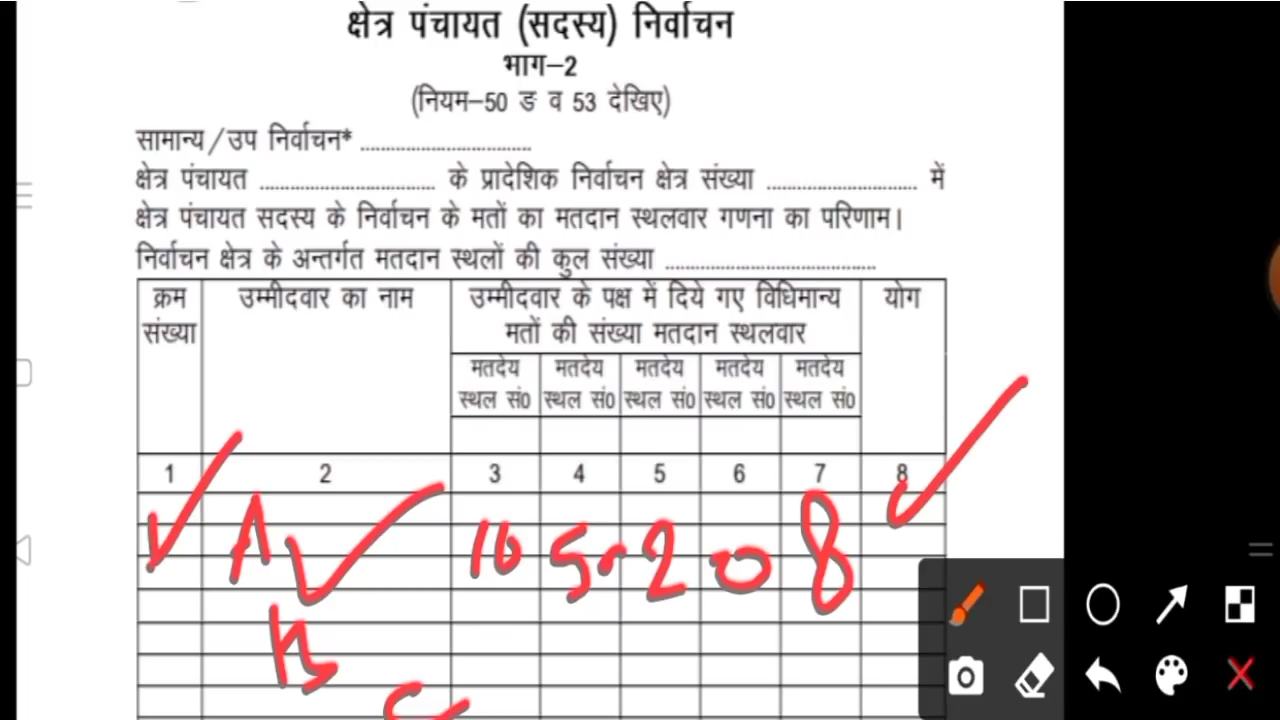 क्षेत्र पंचायत (सदस्य) निर्वाचन
भाग–2
(नियम–50 ङ व 53 देखिए)
सामान्य/उप निर्वाचन* ..................................
क्षेत्र पंचायत ................................... के प्रादेशिक निर्वाचन क्षेत्र संख्या .............................. में
क्षेत्र पंचायत सदस्य के निर्वाचन के मतों का मतदान स्थलवार गणना का परिणाम।
निर्वाचन क्षेत्र के अन्तर्गत मतदान स्थलों की कुल संख्या ..........................................
क्रम संख्या उम्मीदवार का नाम उम्मीदवार के पक्ष में दिये गए विधिमान्य मतों की संख्या मतदान स्थलवार योग
मतदेय स्थल सं0 मतदेय स्थल सं0 मतदेय स्थल सं0 मतदेय स्थल सं0 मतदेय स्थल सं0
1 2 3 4 5 6 7 8
A 10 5 2 0 8
B
C